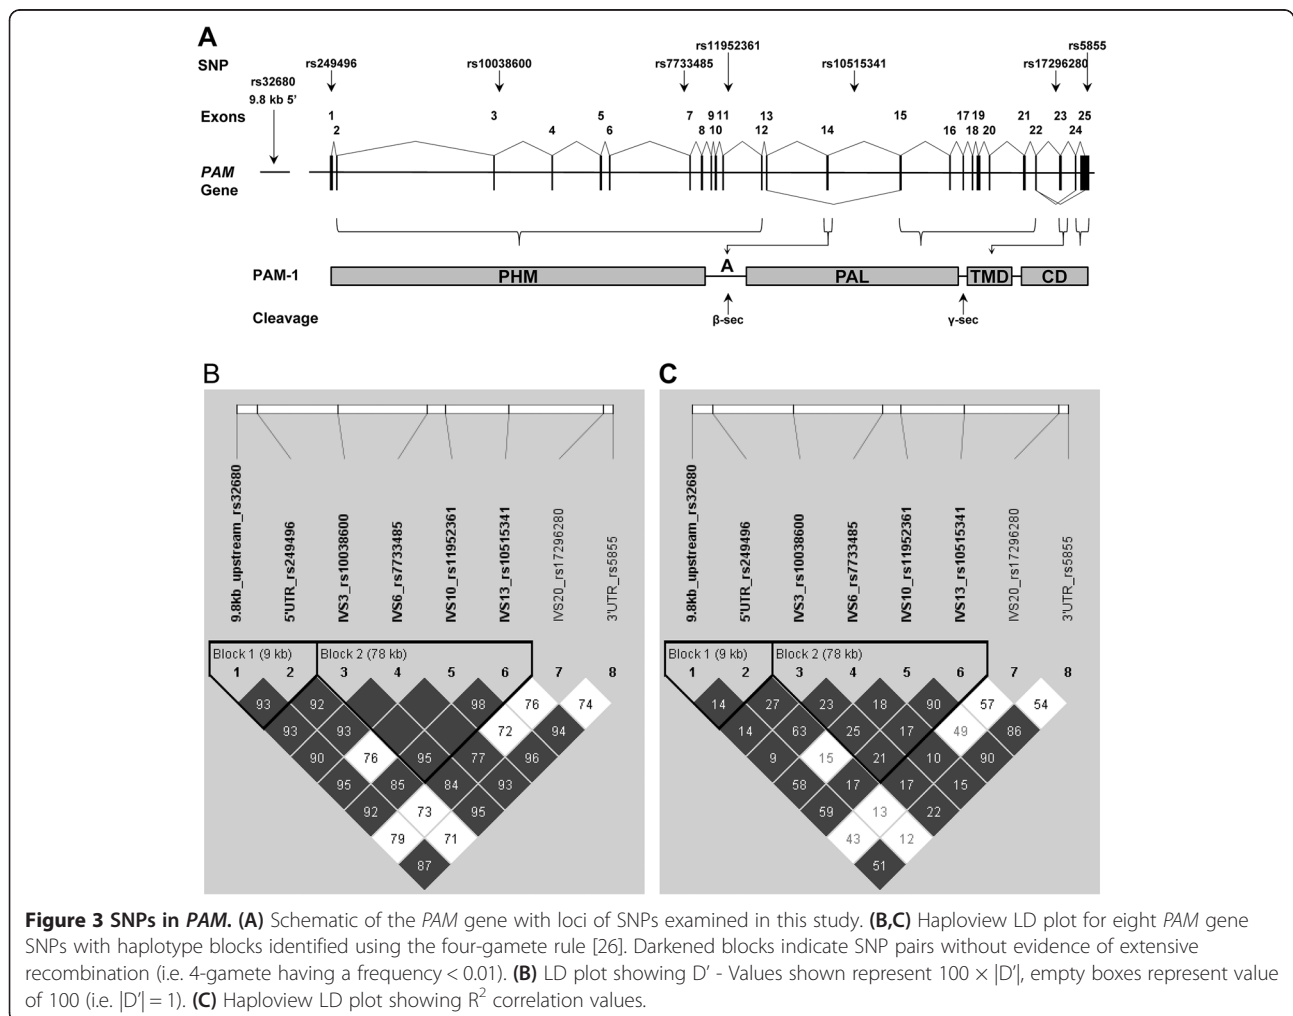 A
SNP
rs32680
9.8 kb 5'
rs249496
rs10038600
rs7733485
rs11952361
rs10515341
rs17296280
rs5855
Exons
1 3 5 7 9 11 13 15 17 19 21 23 25
2 4 6 8 10 12 14 16 18 20 22 24
PAM
Gene
A
PAM-1
PHM PAL TMD CD
Cleavage
β-sec γ-sec
B
9.8kb_upstream_rs32680
5'UTR_rs249496
IVS3_rs10038600
IVS6_rs7733485
IVS10_rs11952361
IVS13_rs10515341
IVS20_rs17296280
3'UTR_rs5855
Block 1 (9 kb) Block 2 (78 kb)
1 2 3 4 5 6 7 8
93 92 98 76 74
93 93 72 94
90 76 95 77 96
95 85 84 93
92 73 95
79 71
87
C
9.8kb_upstream_rs32680
5'UTR_rs249496
IVS3_rs10038600
IVS6_rs7733485
IVS10_rs11952361
IVS13_rs10515341
IVS20_rs17296280
3'UTR_rs5855
Block 1 (9 kb) Block 2 (78 kb)
1 2 3 4 5 6 7 8
14 27 23 18 90 57 54
14 63 25 17 49 86
9 15 21 10 90
58 17 17 15
59 13 22
43 12
51
Figure 3 SNPs in PAM. (A) Schematic of the PAM gene with loci of SNPs examined in this study. (B,C) Haploview LD plot for eight PAM gene
SNPs with haplotype blocks identified using the four-gamete rule [26]. Darkened blocks indicate SNP pairs without evidence of extensive
recombination (i.e. 4-gamete having a frequency < 0.01). (B) LD plot showing D' - Values shown represent 100 × |D'|, empty boxes represent value
of 100 (i.e. |D'| = 1). (C) Haploview LD plot showing R² correlation values.